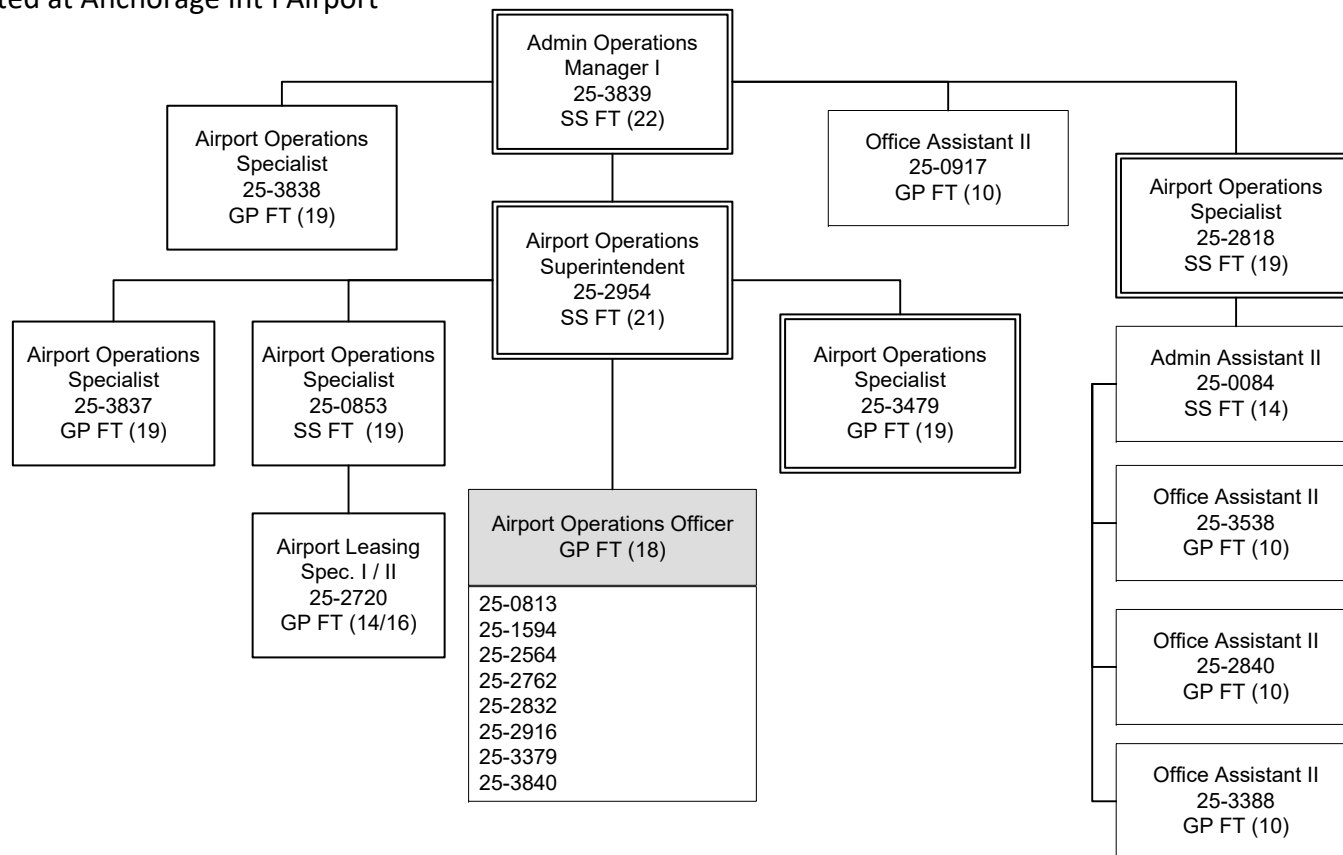 at Anchorage Int'l Airport
Admin Operations
Manager I
25-3839
SS FT (22)
Airport Operations
Specialist
25-3838
GP FT (19)
Office Assistant II
25-0917
GP FT (10)
Airport Operations
Specialist
25-2818
SS FT (19)
Airport Operations
Superintendent
25-2954
SS FT (21)
Airport Operations
Specialist
25-3837
GP FT (19)
Airport Operations
Specialist
25-0853
SS FT (19)
Airport Operations
Specialist
25-3479
GP FT (19)
Admin Assistant II
25-0084
SS FT (14)
Airport Leasing
Spec. I / II
25-2720
GP FT (14/16)
Airport Operations Officer
GP FT (18)
25-0813
25-1594
25-2564
25-2762
25-2832
25-2916
25-3379
25-3840
Office Assistant II
25-3538
GP FT (10)
Office Assistant II
25-2840
GP FT (10)
Office Assistant II
25-3388
GP FT (10)